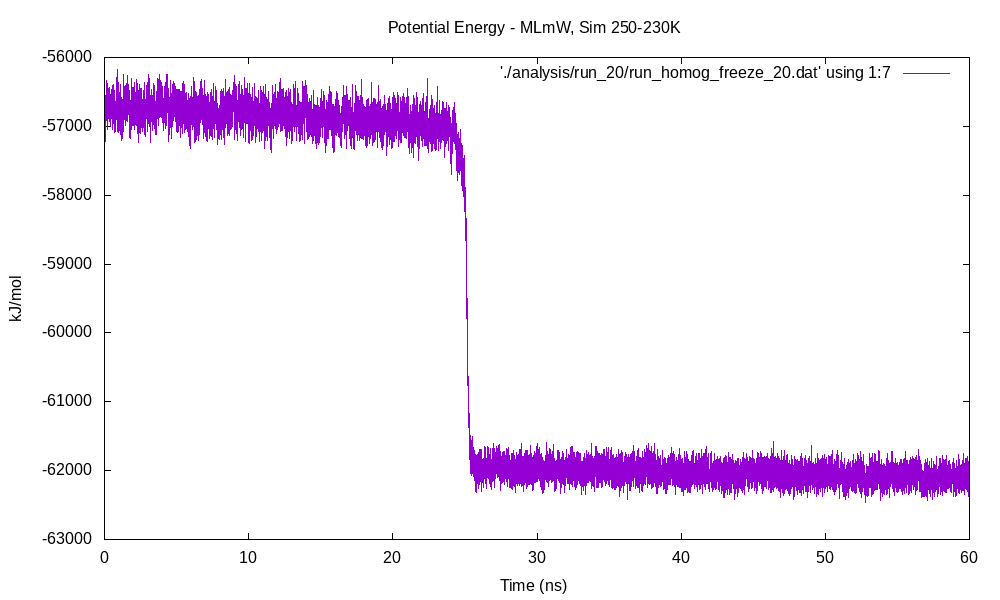 Potential Energy - MLmW, Sim 250-230K
'./analysis/run_20/run_homog_freeze_20.dat' using 1:7
-56000
-57000
-58000
-59000
-60000
-61000
-62000
-63000
kJ/mol
0 10 20 30 40 50 60
Time (ns)